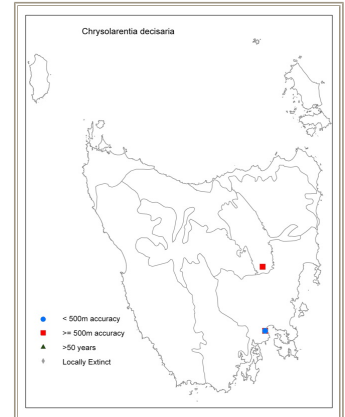 Chrysolarentia decisaria
< 500m accuracy
>= 500m accuracy
>50 years
Locally Extinct